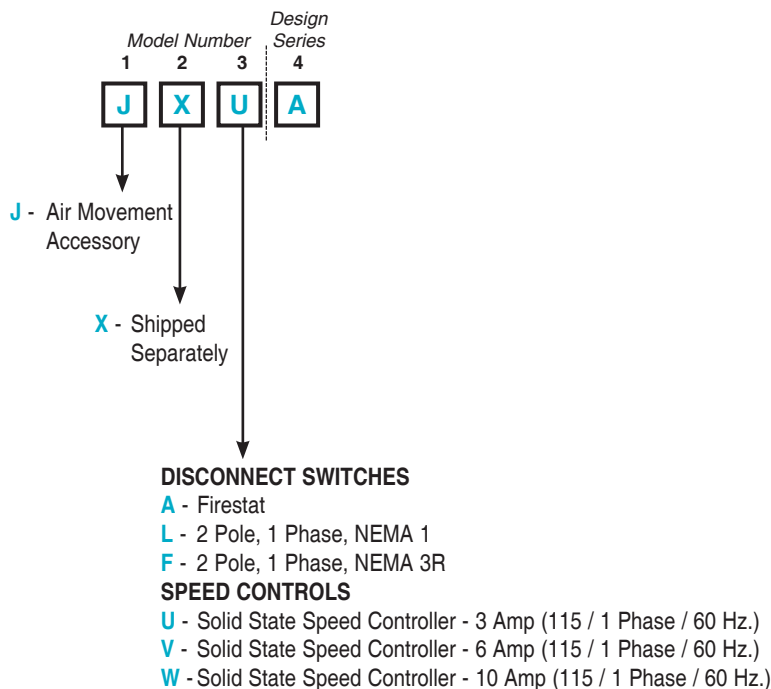 Design
Model Number Series
1 2 3 4
J X U A
J - Air Movement
Accessory
X - Shipped
Separately
DISCONNECT SWITCHES
A - Firestat
L - 2 Pole, 1 Phase, NEMA 1
F - 2 Pole, 1 Phase, NEMA 3R
SPEED CONTROLS
U - Solid State Speed Controller - 3 Amp (115 / 1 Phase / 60 Hz.)
V - Solid State Speed Controller - 6 Amp (115 / 1 Phase / 60 Hz.)
W - Solid State Speed Controller - 10 Amp (115 / 1 Phase / 60 Hz.)